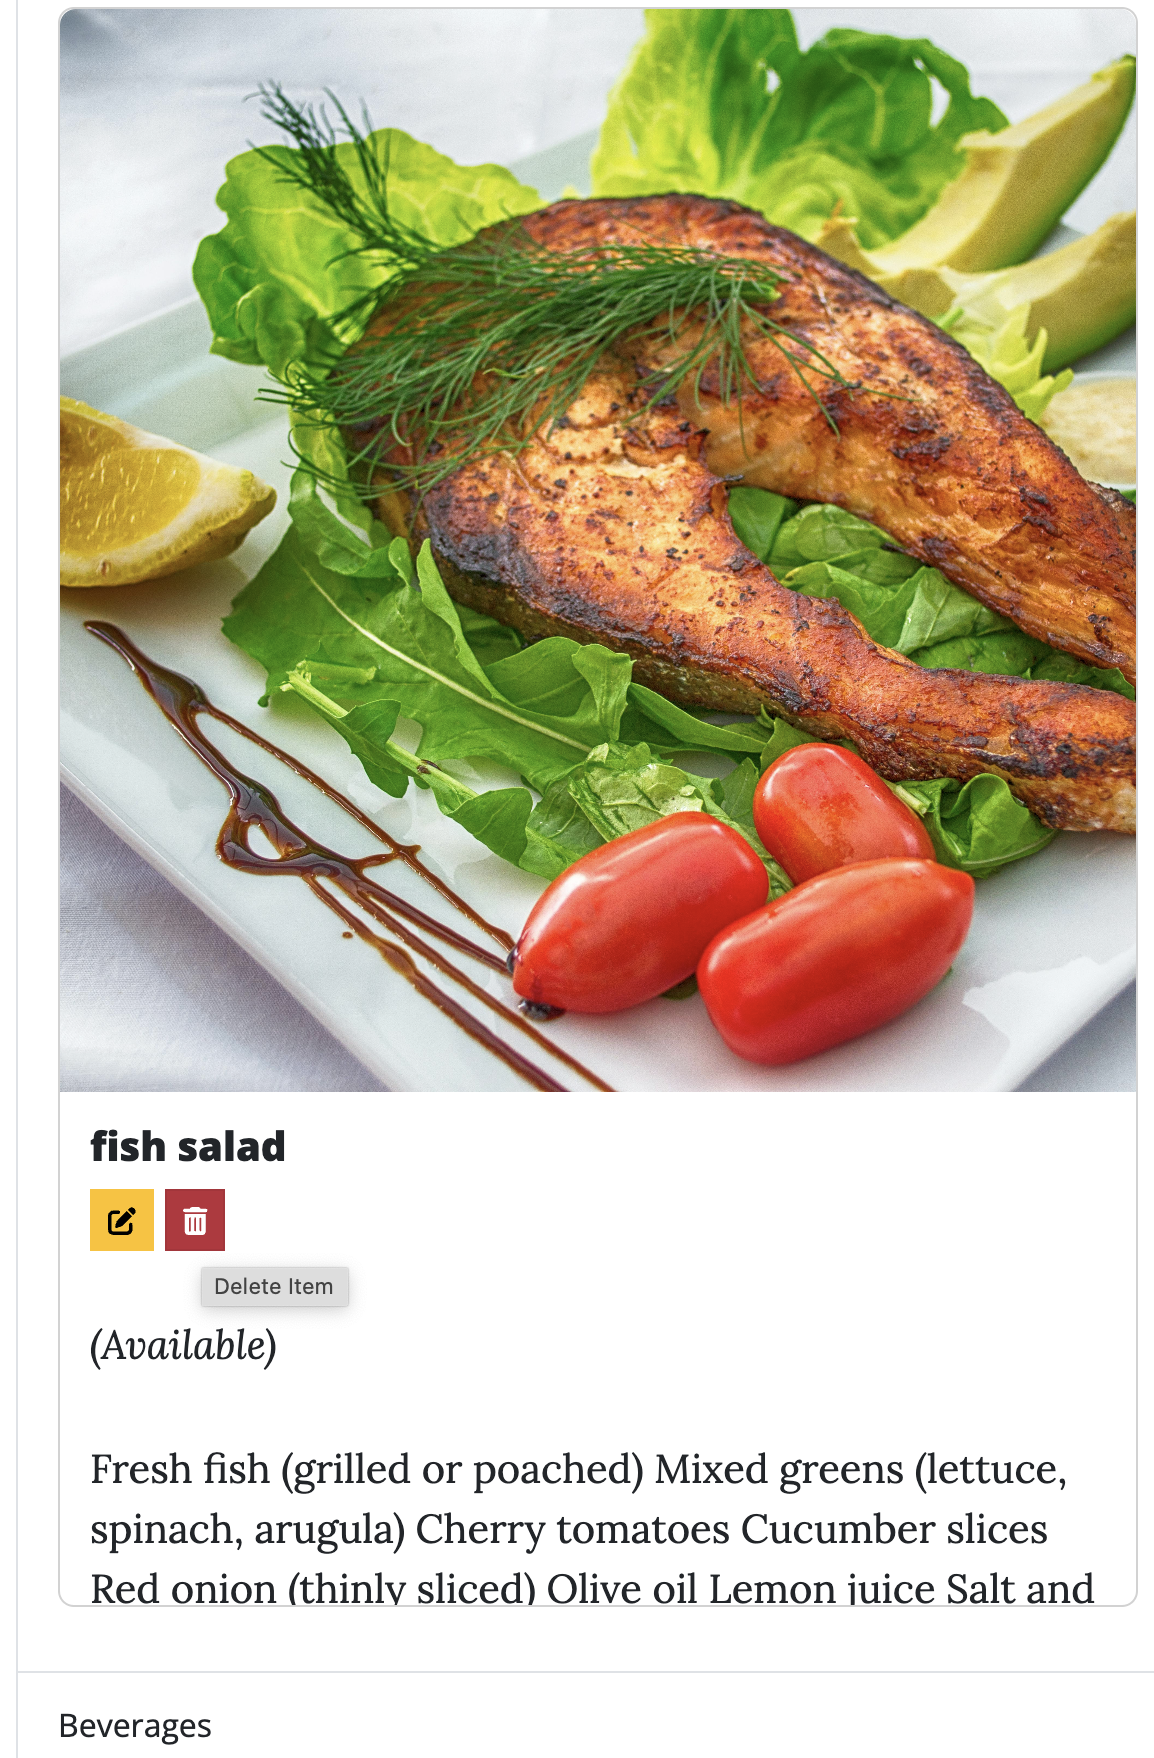 fish salad
Delete Item
(Available)
Fresh fish (grilled or poached) Mixed greens (lettuce,
spinach, arugula) Cherry tomatoes Cucumber slices
Red onion (thinly sliced) Olive oil Lemon juice Salt and
Beverages